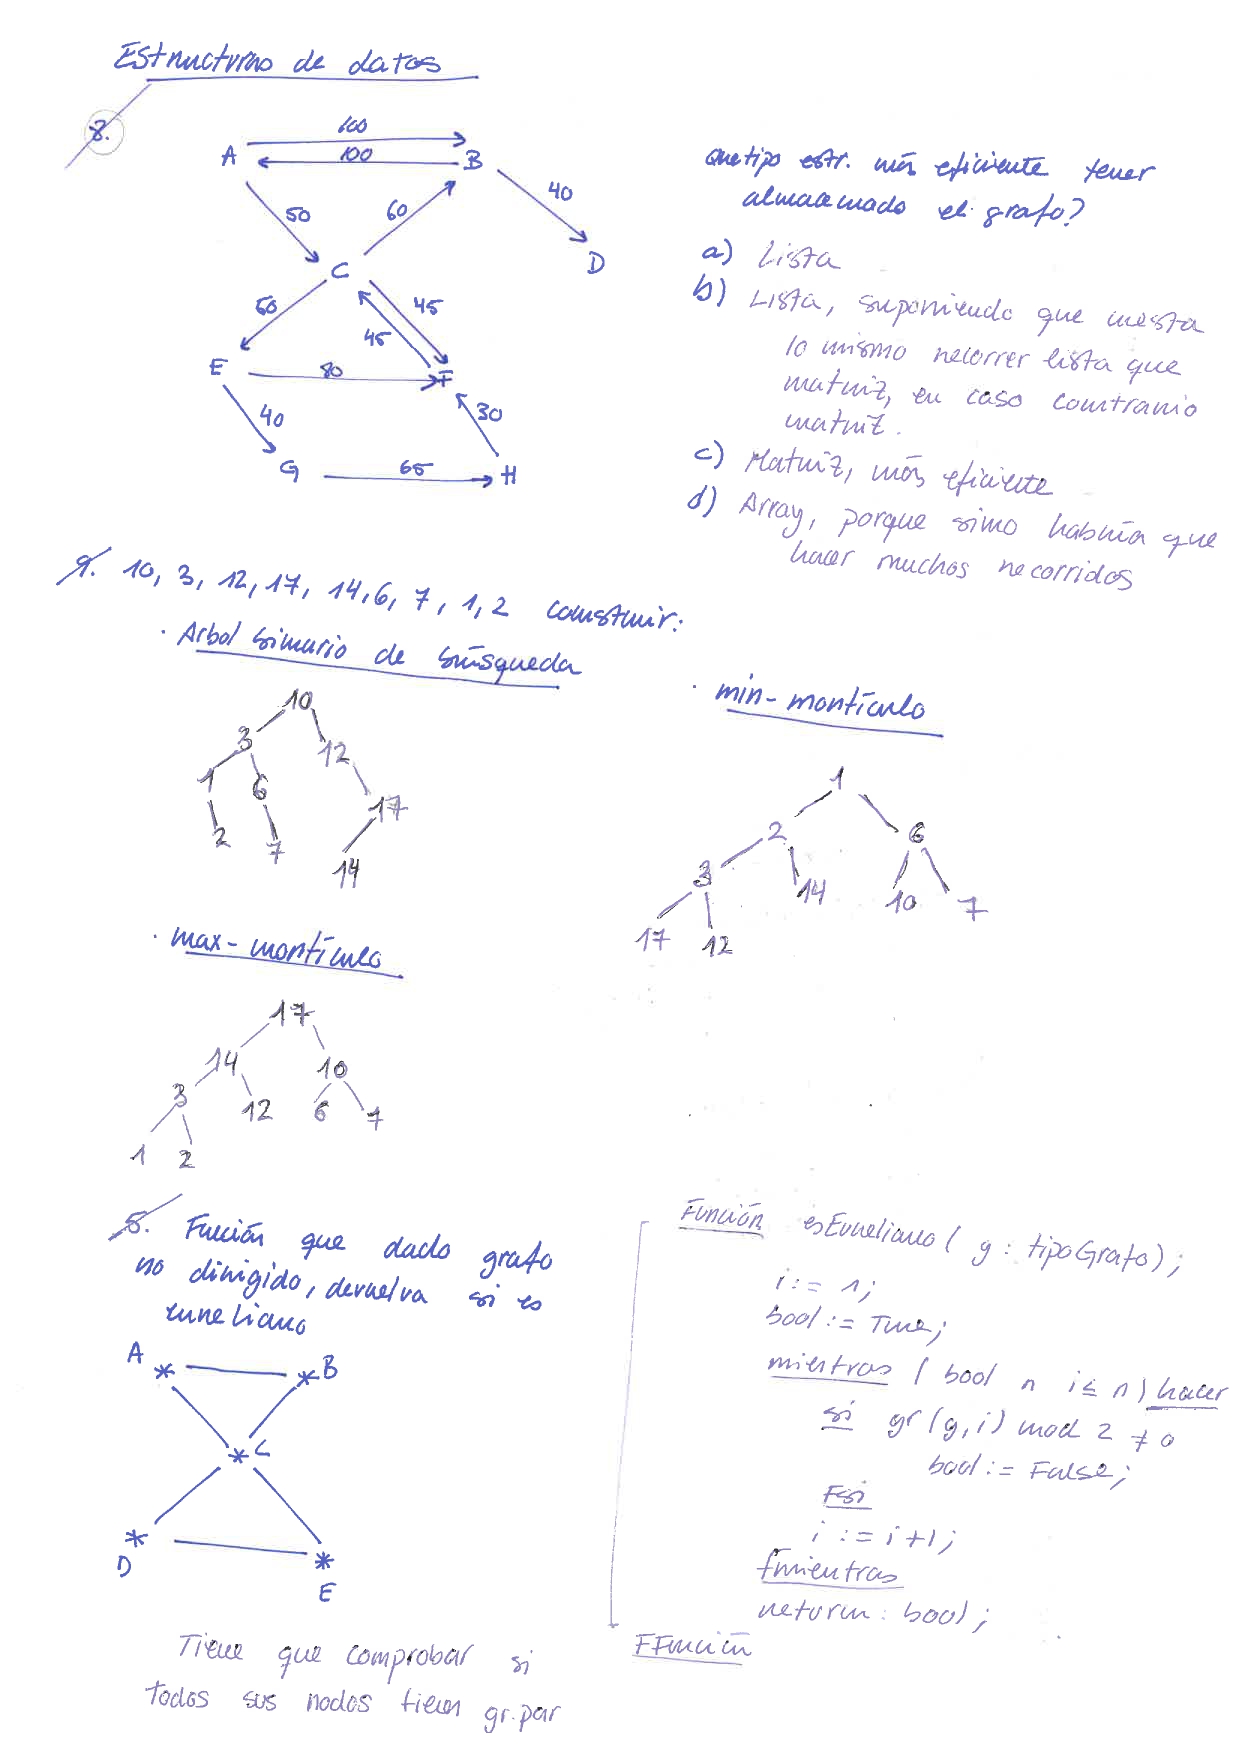 Estructuras de datos
8.
100
A
100
B
40
50
60
D
C
60
45
45
E
80
F
40
30
G
65
H
Que tipo estr. más eficiente tener
almacenado el grafo?
a) Lista
b) Lista, suponiendo que cuesta
lo mismo recorrer lista que
matriz, en caso contrario
matriz.
c) Matriz, más eficiente
d) Array, porque sino habría que
hacer muchos recorridos
9. 10, 3, 12, 17, 14, 6, 7, 1, 2 construir:
· Arbol binario de búsqueda
10
3
12
1
6
17
2
7
14
· min-montículo
1
2
6
3
14
10
7
17
12
· max-montículo
17
14
10
3
12
6
7
1
2
5. Función que dado grafo
no dirigido, devuelva si es
eureliano
A
B
C
D
E
Tiene que comprobar si
todos sus nodos tienen gr.par
Función esEureliano ( g : tipoGrafo);
i := 1;
bool := True;
mientras ( bool ∧ i ≤ n ) hacer
si gr (g,i) mod 2 ≠ 0
bool := False;
Fsi
i := i+1;
fmientras
return : bool;
FFunción